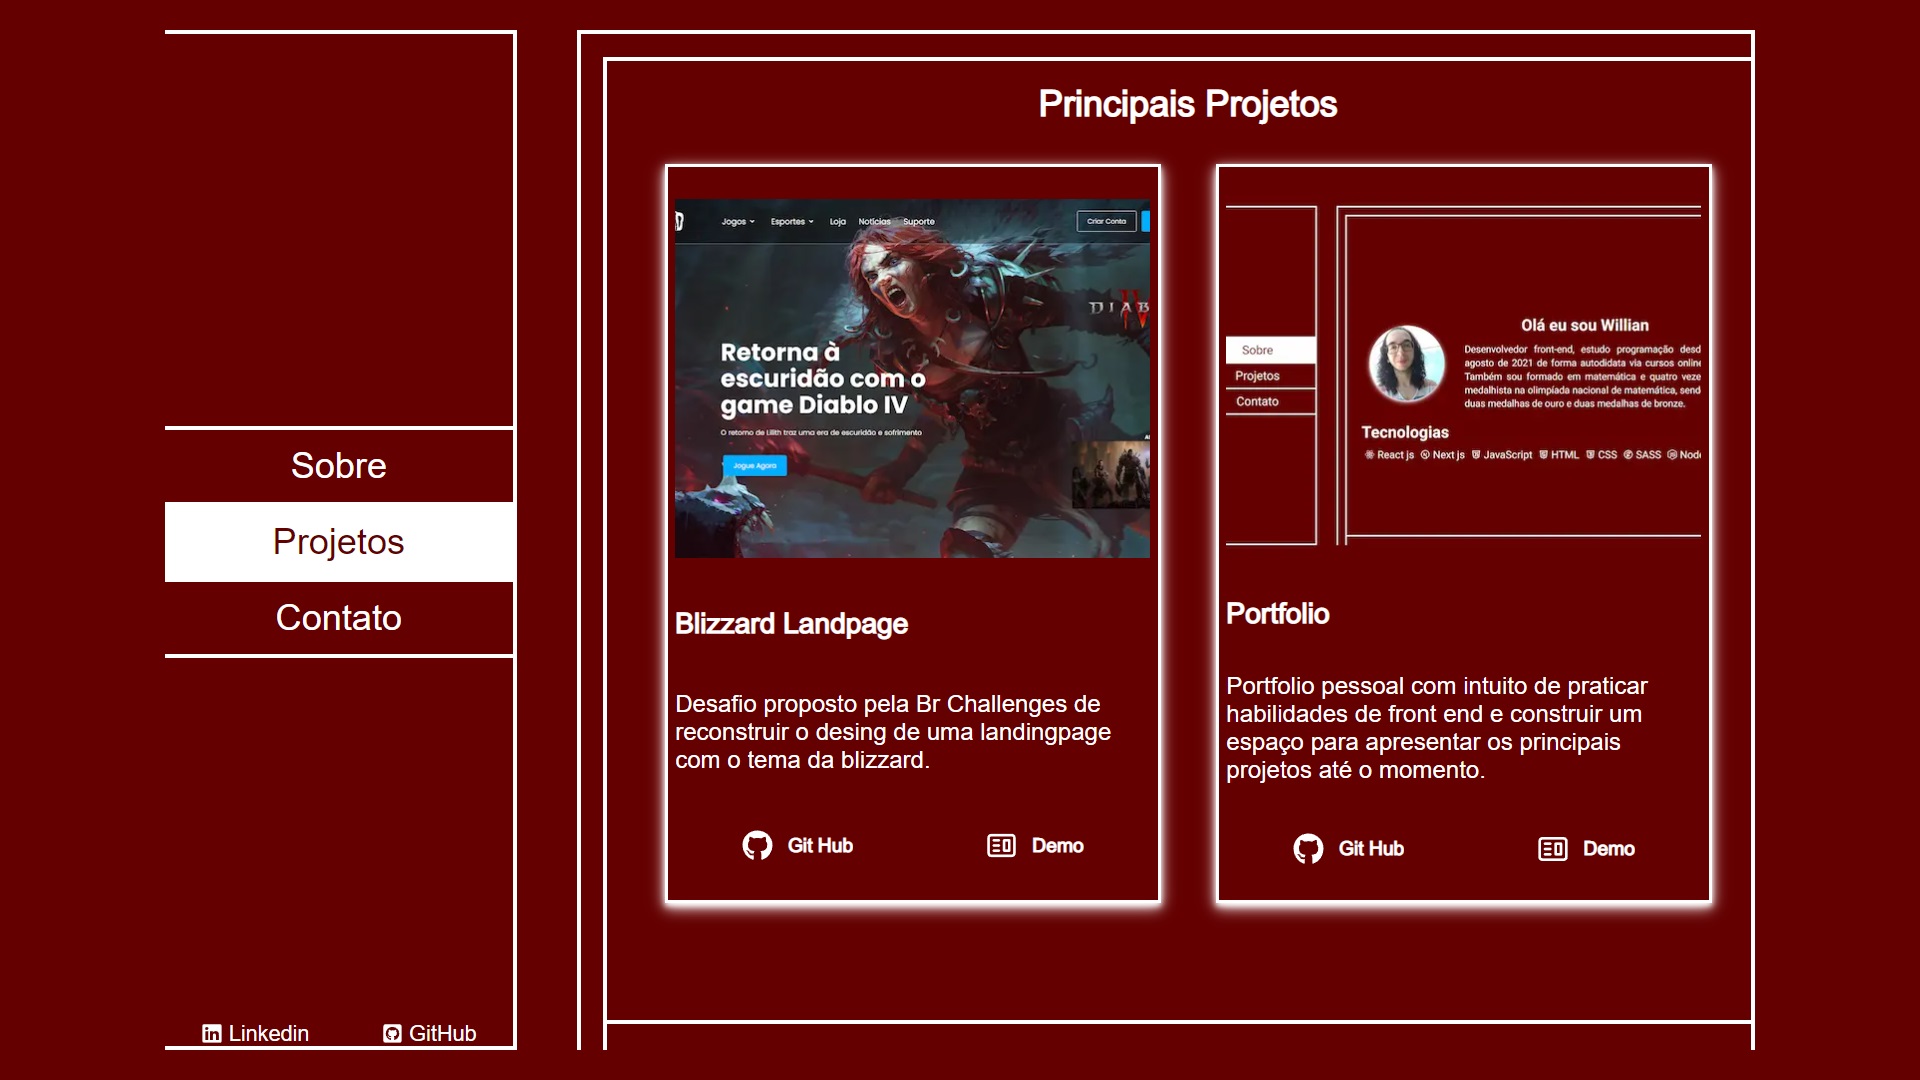 Sobre
Projetos
Contato
Linkedin
GitHub
Principais Projetos
Jogos
Esportes
Loja
Notícias
Suporte
Criar Conta
Retorna à
escuridão com o
game Diablo IV
O retorno de Lilith traz uma era de escuridão e sofrimento
Jogue Agora
DIAB
IV
Blizzard Landpage
Desafio proposto pela Br Challenges de
reconstruir o desing de uma landingpage
com o tema da blizzard.
Git Hub
Demo
Sobre
Projetos
Contato
Olá eu sou Willian
Desenvolvedor front-end, estudo programação desd
agosto de 2021 de forma autodidata via cursos online
Também sou formado em matemática e quatro veze
medalhista na olimpíada nacional de matemática, send
duas medalhas de ouro e duas medalhas de bronze.
Tecnologias
React js
Next js
JavaScript
HTML
CSS
SASS
Node
Portfolio
Portfolio pessoal com intuito de praticar
habilidades de front end e construir um
espaço para apresentar os principais
projetos até o momento.
Git Hub
Demo